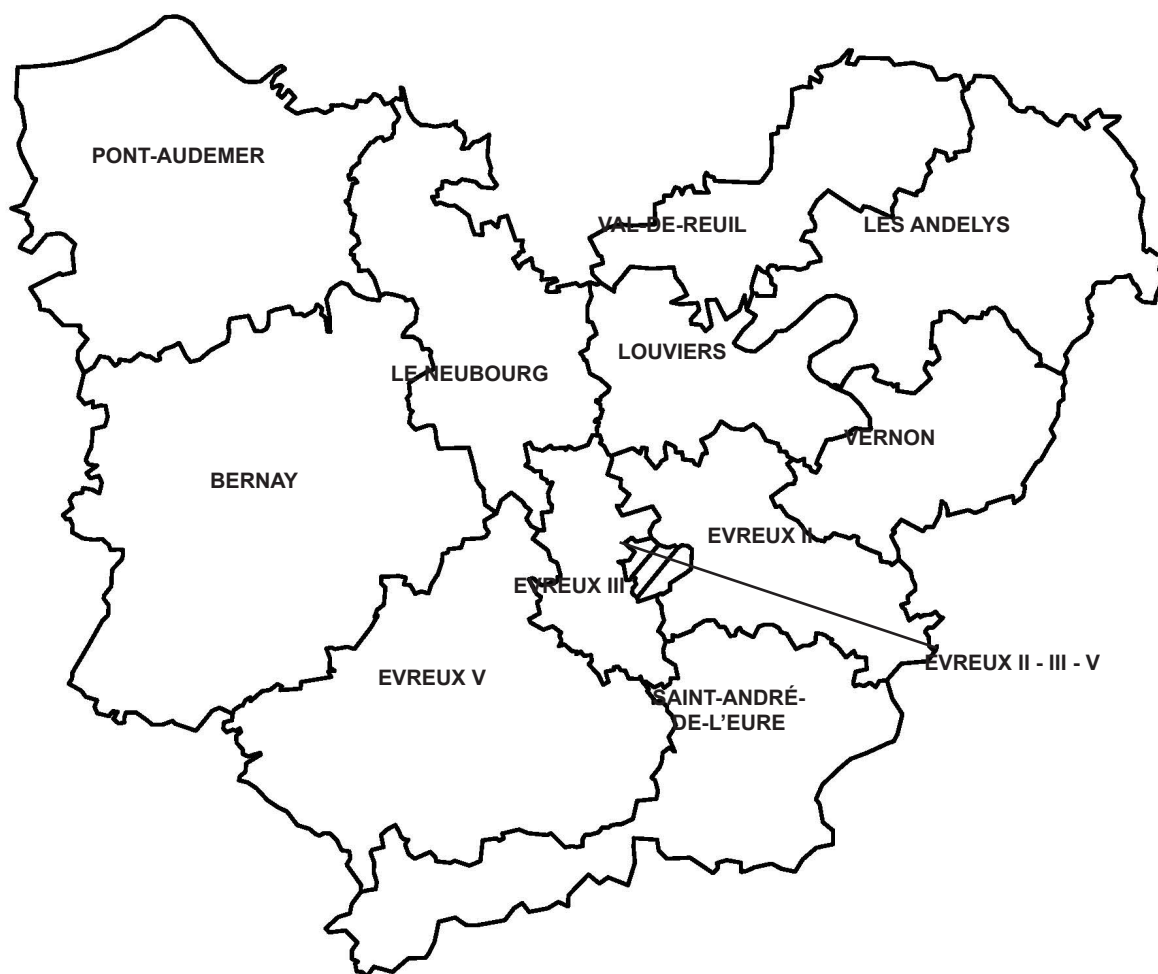 PONT-AUDEMER
VAL-DE-REUIL
LES ANDELYS
LOUVIERS
LE NEUBOURG
VERNON
BERNAY
EVREUX II
EVREUX III
EVREUX II - III - V
EVREUX V
SAINT-ANDRÉ-
DE-L'EURE